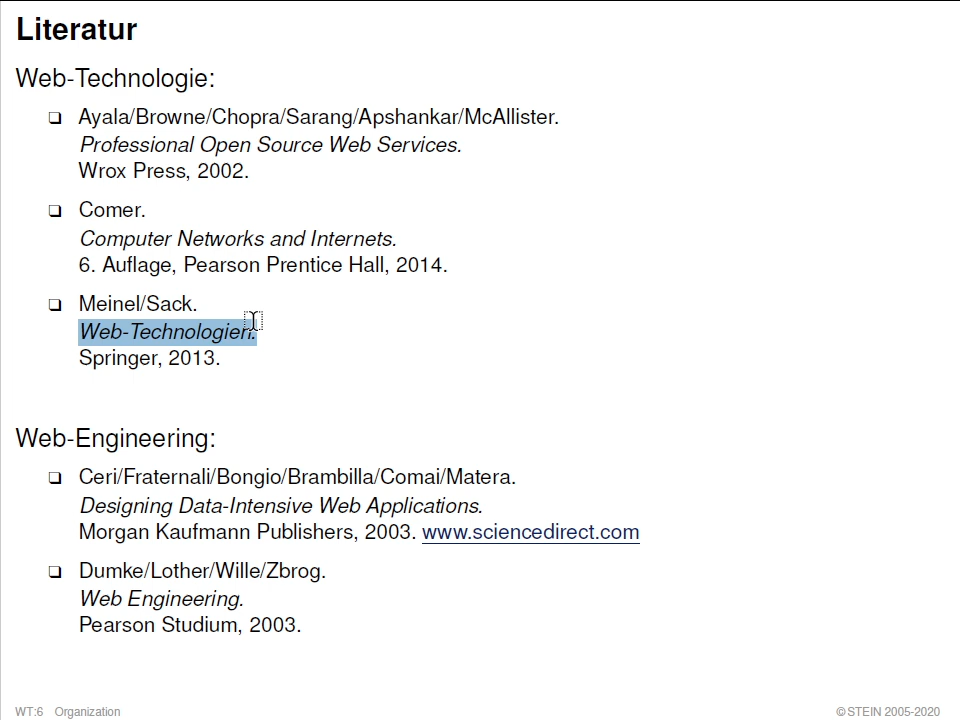 Literatur
Web-Technologie:
❏ Ayala/Browne/Chopra/Sarang/Apshankar/McAllister.
Professional Open Source Web Services.
Wrox Press, 2002.
❏ Comer.
Computer Networks and Internets.
6. Auflage, Pearson Prentice Hall, 2014.
❏ Meinel/Sack.
Web-Technologien.
Springer, 2013.
Web-Engineering:
❏ Ceri/Fraternali/Bongio/Brambilla/Comai/Matera.
Designing Data-Intensive Web Applications.
Morgan Kaufmann Publishers, 2003. www.sciencedirect.com
❏ Dumke/Lother/Wille/Zbrog.
Web Engineering.
Pearson Studium, 2003.
WT:6 Organization © STEIN 2005-2020